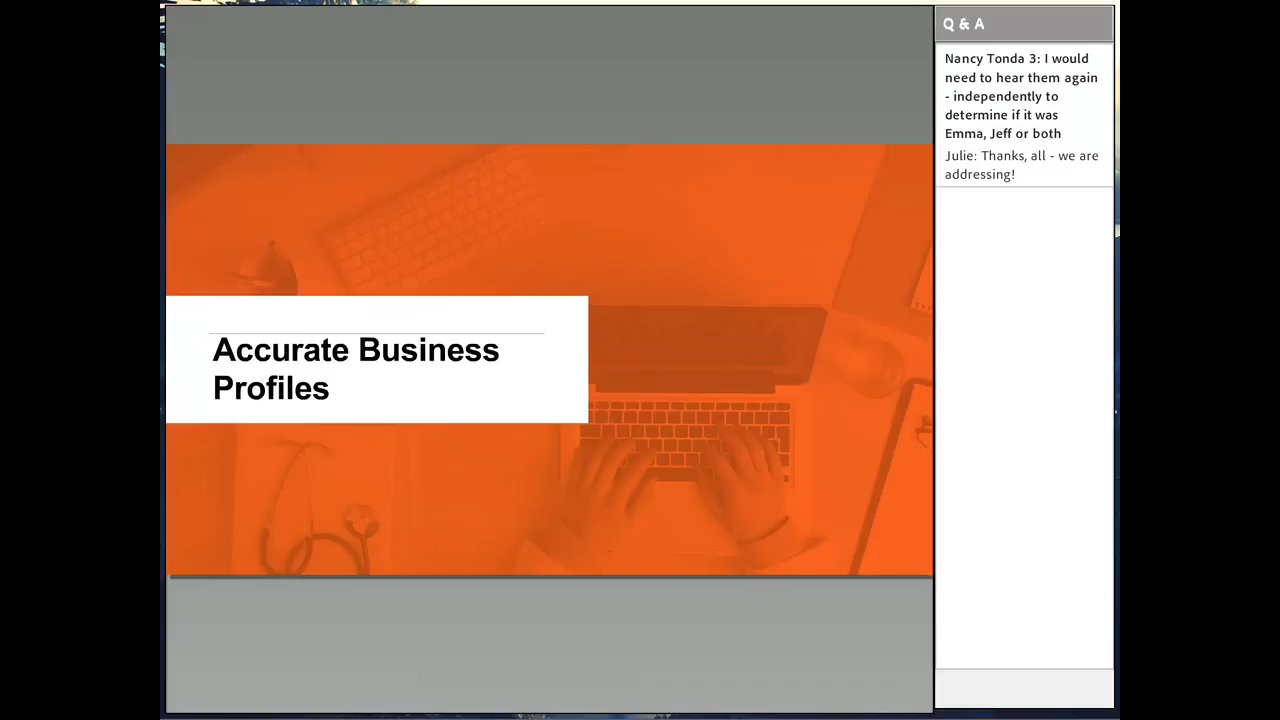 Accurate Business
Profiles
Q & A
Nancy Tonda 3: I would
need to hear them again
- independently to
determine if it was
Emma, Jeff or both
Julie: Thanks, all - we are
addressing!